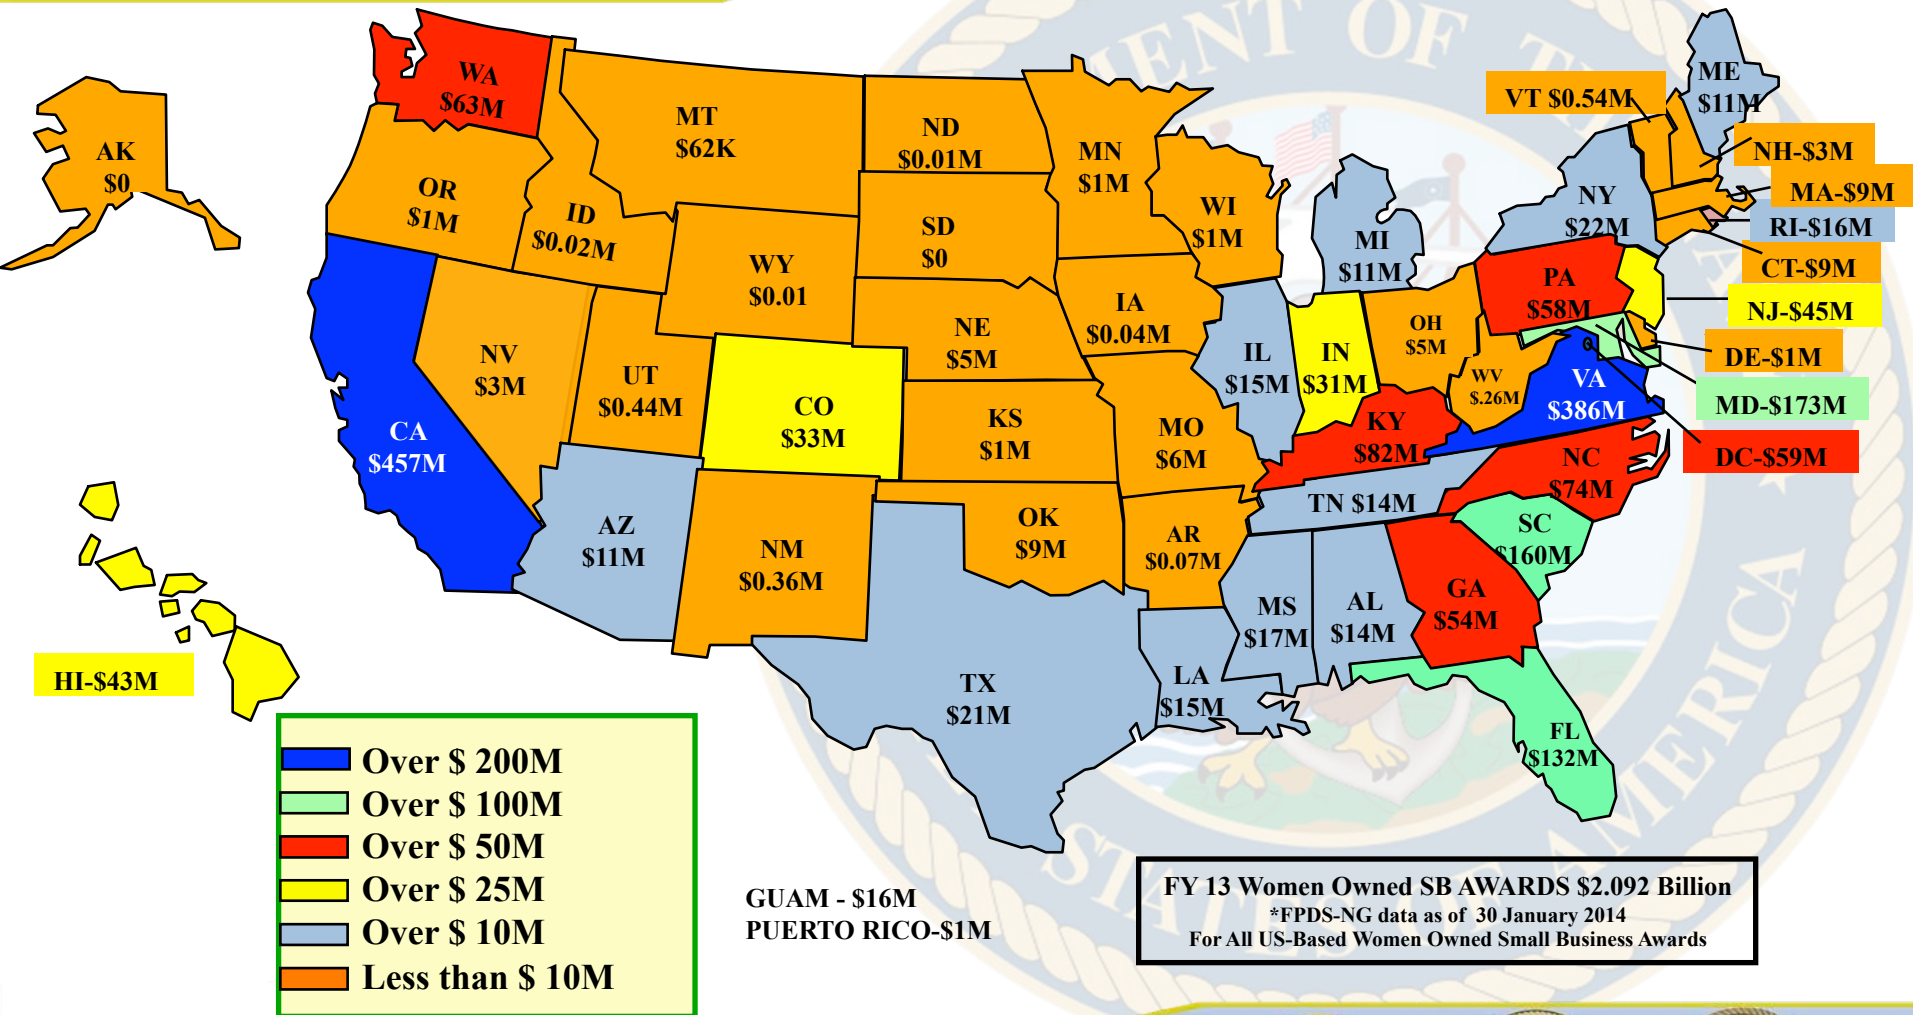 WA
$63M
MT
$62K
ND
$0.01M
MN
$1M
ME
$11M
VT $0.54M
NH-$3M
MA-$9M
RI-$16M
CT-$9M
NJ-$45M
DE-$1M
MD-$173M
DC-$59M
AK
$0
OR
$1M
ID
$0.02M
WY
$0.01
SD
$0
WI
$1M
MI
$11M
NY
$22M
PA
$58M
IA
$0.04M
NE
$5M
NV
$3M
UT
$0.44M
CO
$33M
KS
$1M
MO
$6M
IL
$15M
IN
$31M
OH
$5M
WV
$.26M
VA
$386M
KY
$82M
CA
$457M
AZ
$11M
NM
$0.36M
OK
$9M
AR
$0.07M
TN $14M
NC
$74M
SC
$160M
GA
$54M
AL
$14M
MS
$17M
LA
$15M
TX
$21M
FL
$132M
HI-$43M
Over $ 200M
Over $ 100M
Over $ 50M
Over $ 25M
Over $ 10M
Less than $ 10M
GUAM - $16M
PUERTO RICO-$1M
FY 13 Women Owned SB AWARDS $2.092 Billion
*FPDS-NG data as of 30 January 2014
For All US-Based Women Owned Small Business Awards
MENT OF TH
STATES OF AMERICA